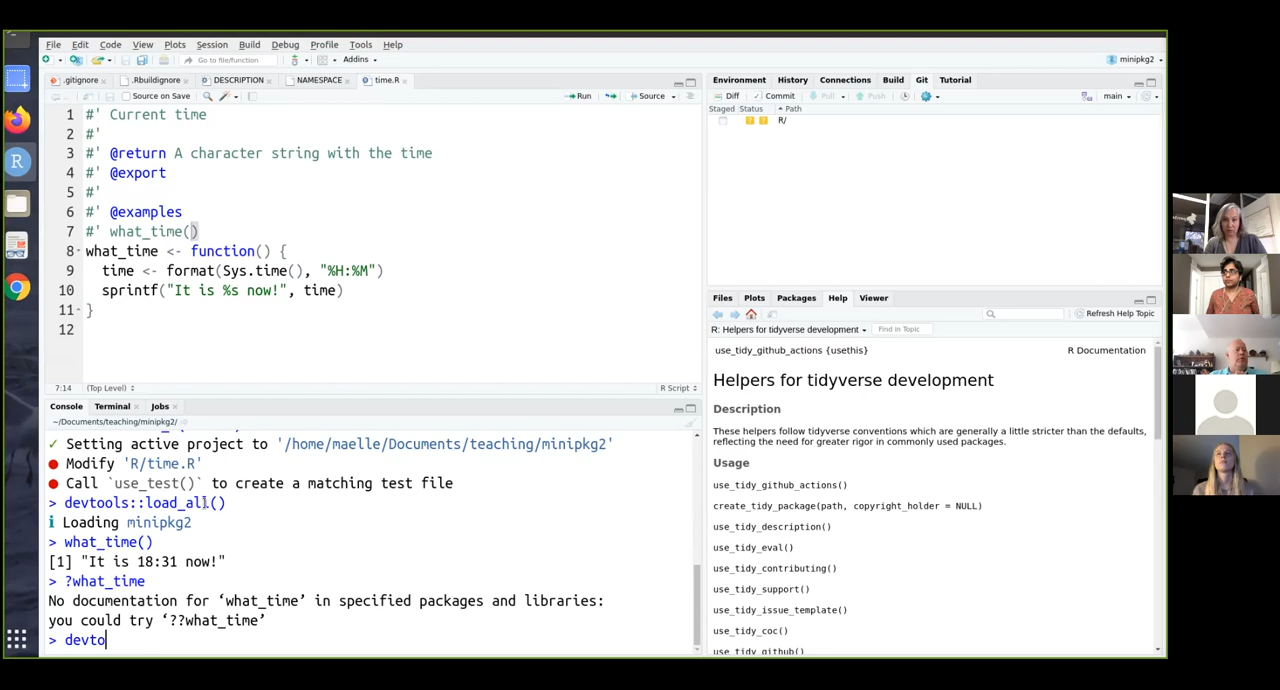 File Edit Code View Plots Session Build Debug Profile Tools Help
Go to file/function Addins minipkg2
.gitignore .Rbuildignore DESCRIPTION NAMESPACE time.R
Source on Save Run Source
1 #' Current time
2 #'
3 #' @return A character string with the time
4 #' @export
5 #'
6 #' @examples
7 #' what_time()
8 what_time <- function() {
9 time <- format(Sys.time(), "%H:%M")
10 sprintf("It is %s now!", time)
11 }
12
7:14 (Top Level) R Script
Console Terminal Jobs
~/Documents/teaching/minipkg2/
✓ Setting active project to '/home/maelle/Documents/teaching/minipkg2'
● Modify 'R/time.R'
● Call `use_test()` to create a matching test file
> devtools::load_all()
ℹ Loading minipkg2
> what_time()
[1] "It is 18:31 now!"
> ?what_time
No documentation for ‘what_time’ in specified packages and libraries:
you could try ‘??what_time’
> devto
Environment History Connections Build Git Tutorial
Diff Commit Pull Push main
Staged Status Path
? ? R/
Files Plots Packages Help Viewer
Refresh Help Topic
R: Helpers for tidyverse development Find in Topic
use_tidy_github_actions {usethis} R Documentation
Helpers for tidyverse development
Description
These helpers follow tidyverse conventions which are generally a little stricter than the defaults,
reflecting the need for greater rigor in commonly used packages.
Usage
use_tidy_github_actions()
create_tidy_package(path, copyright_holder = NULL)
use_tidy_description()
use_tidy_eval()
use_tidy_contributing()
use_tidy_support()
use_tidy_issue_template()
use_tidy_coc()
use_tidy_github()